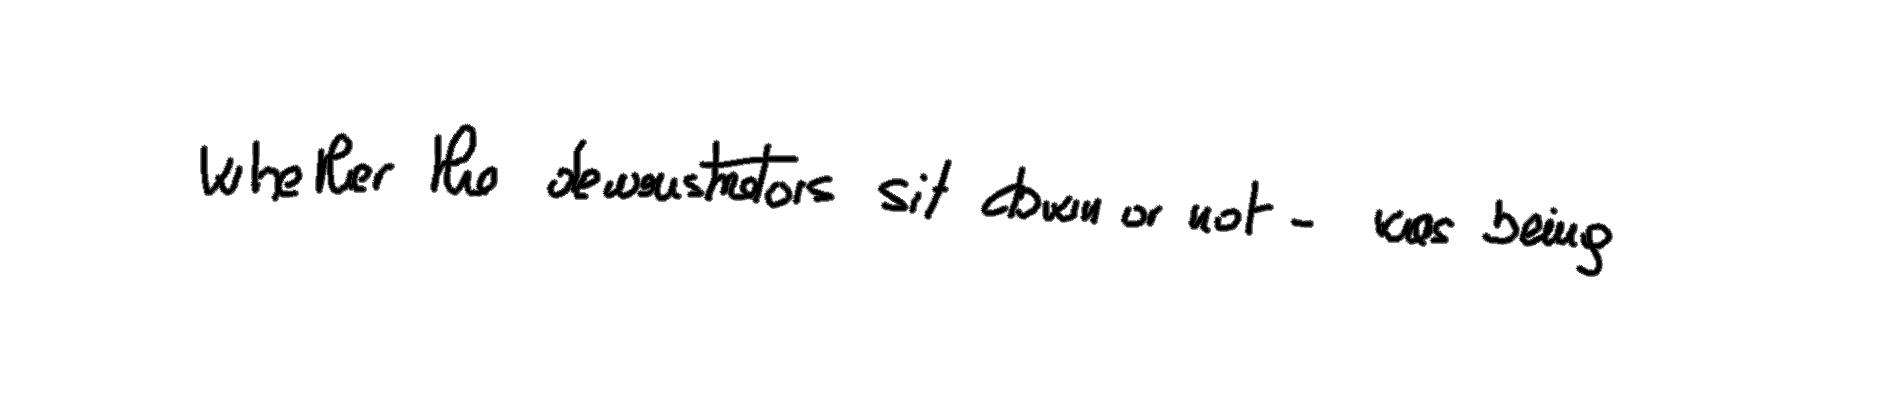 whether the demonstrators sit down or not - was being